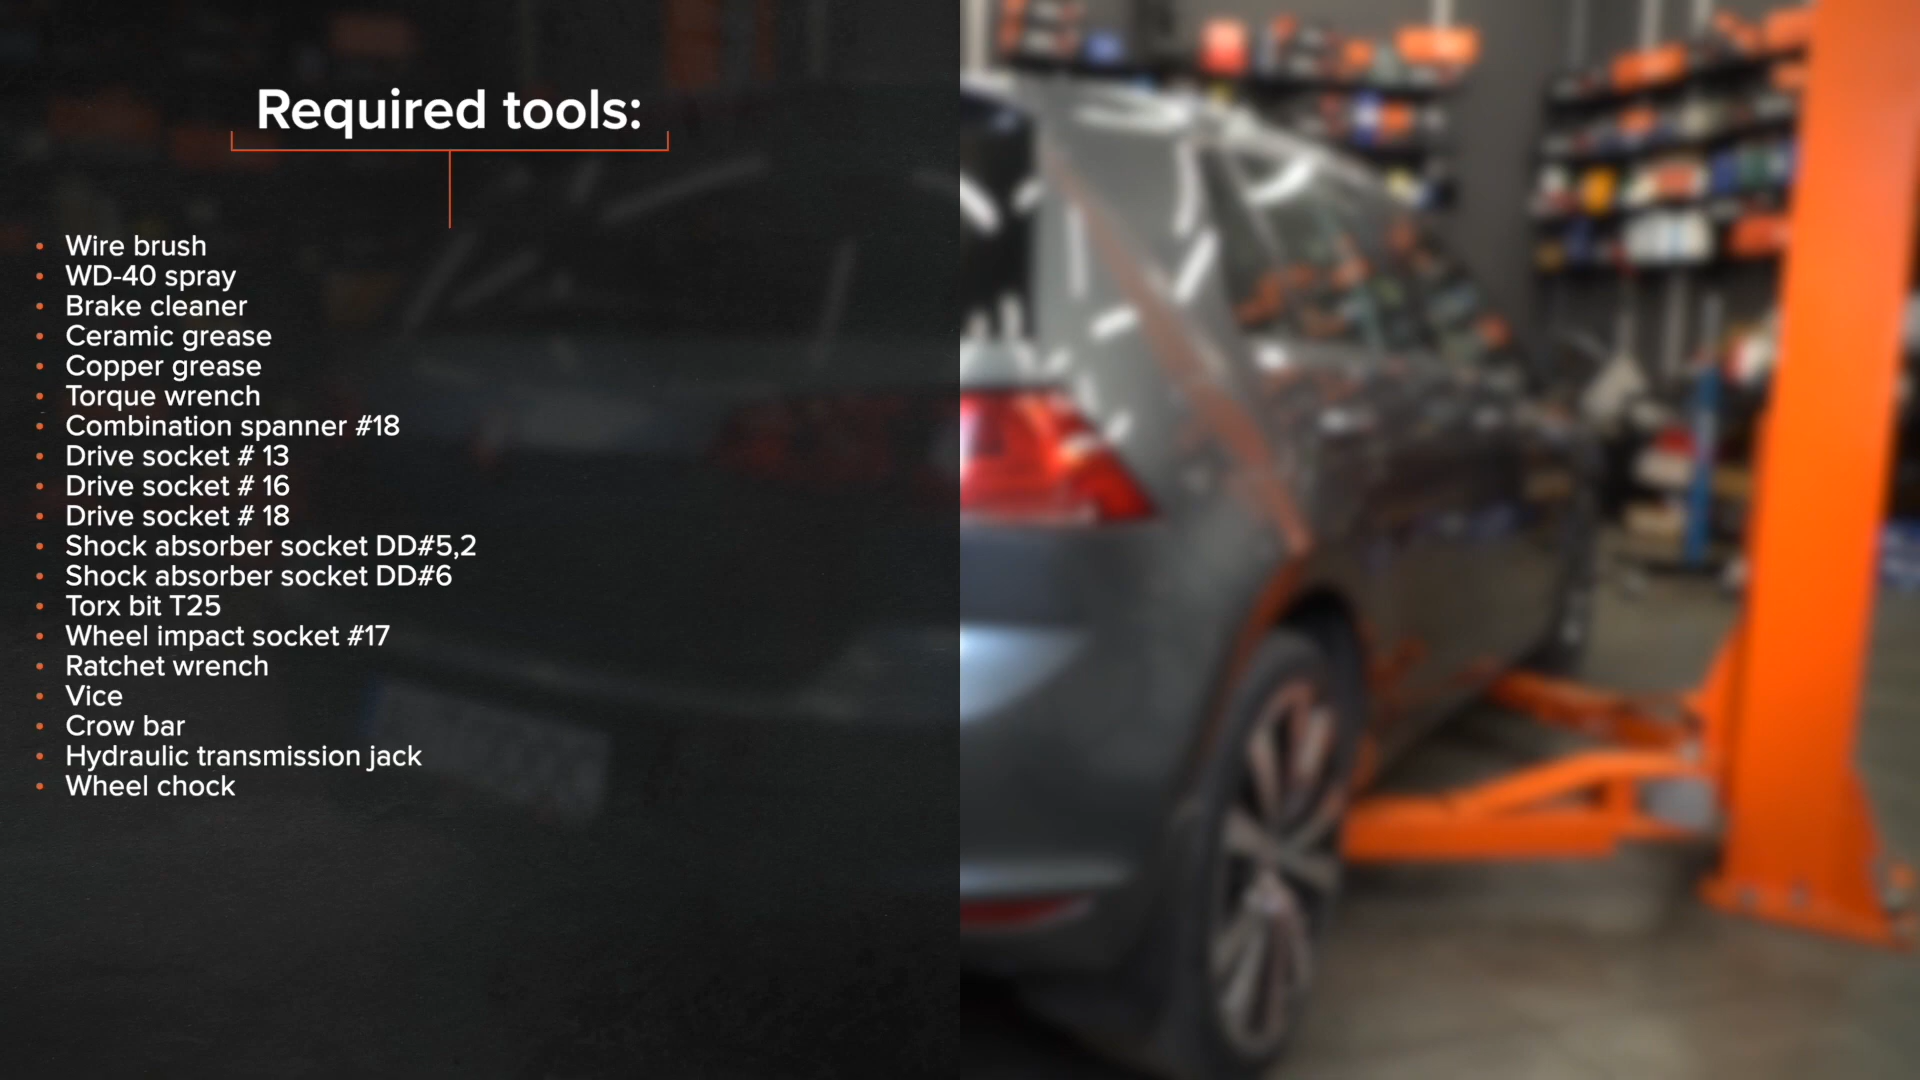 Required tools:
Wire brush
WD-40 spray
Brake cleaner
Ceramic grease
Copper grease
Torque wrench
Combination spanner #18
Drive socket # 13
Drive socket # 16
Drive socket # 18
Shock absorber socket DD#5,2
Shock absorber socket DD#6
Torx bit T25
Wheel impact socket #17
Ratchet wrench
Vice
Crow bar
Hydraulic transmission jack
Wheel chock